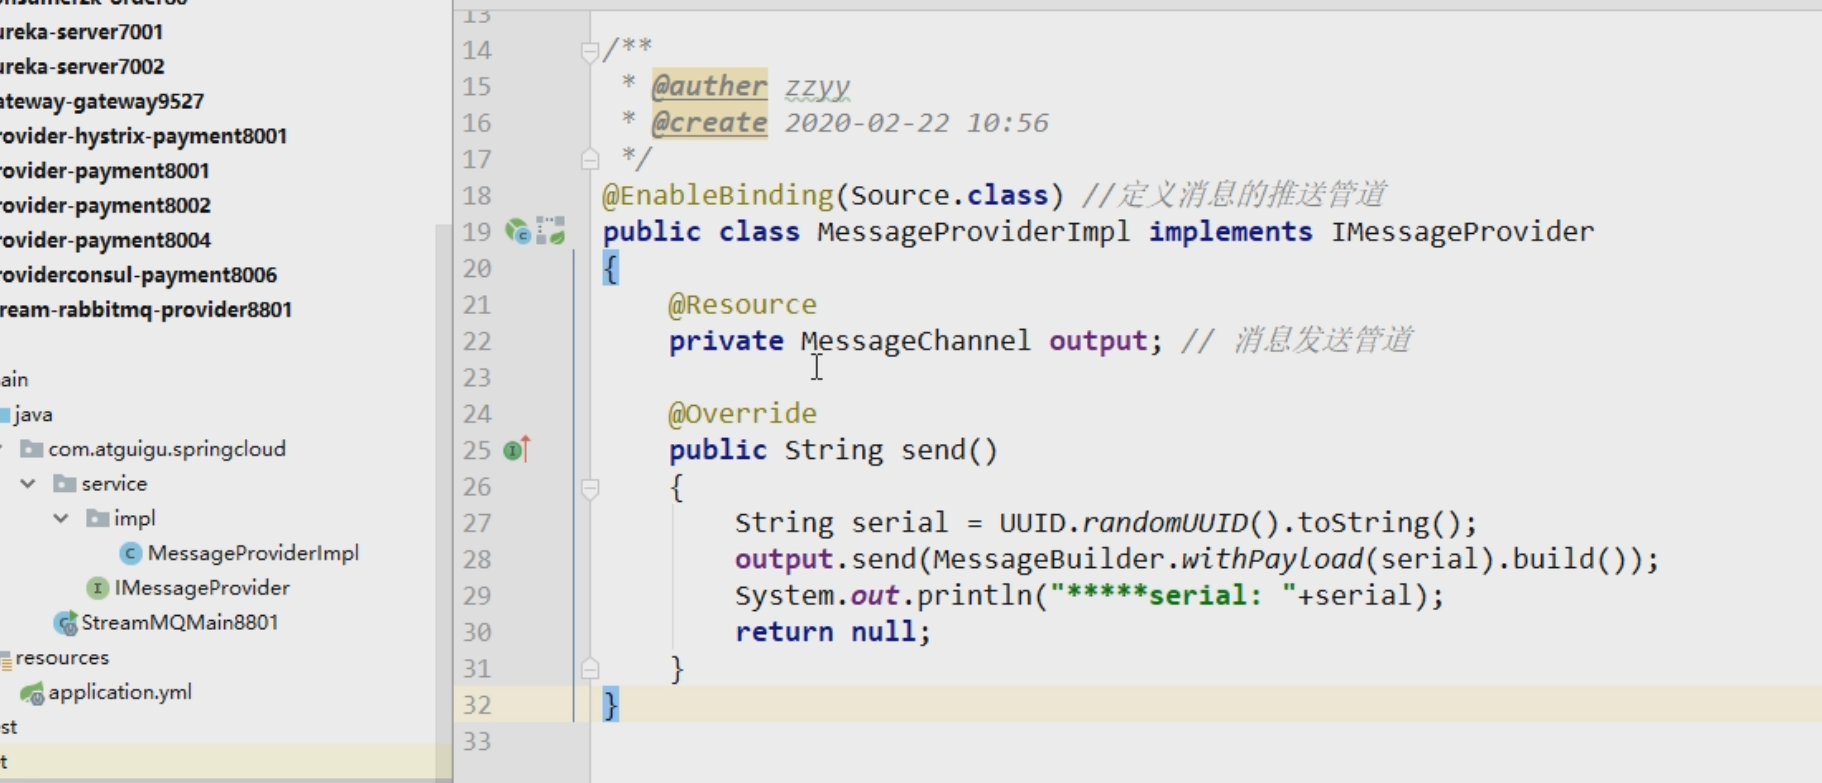 ureka-server7001
ureka-server7002
ateway-gateway9527
rovider-hystrix-payment8001
rovider-payment8001
rovider-payment8002
rovider-payment8004
roviderconsul-payment8006
ream-rabbitmq-provider8801
ain
java
com.atguigu.springcloud
service
impl
MessageProviderImpl
IMessageProvider
StreamMQMain8801
resources
application.yml
st
t
13
14 /**
15 * @auther zzyy
16 * @create 2020-02-22 10:56
17 */
18 @EnableBinding(Source.class) //定义消息的推送管道
19 public class MessageProviderImpl implements IMessageProvider
20 {
21 @Resource
22 private MessageChannel output; // 消息发送管道
23
24 @Override
25 public String send()
26 {
27 String serial = UUID.randomUUID().toString();
28 output.send(MessageBuilder.withPayload(serial).build());
29 System.out.println("*****serial: "+serial);
30 return null;
31 }
32 }
33